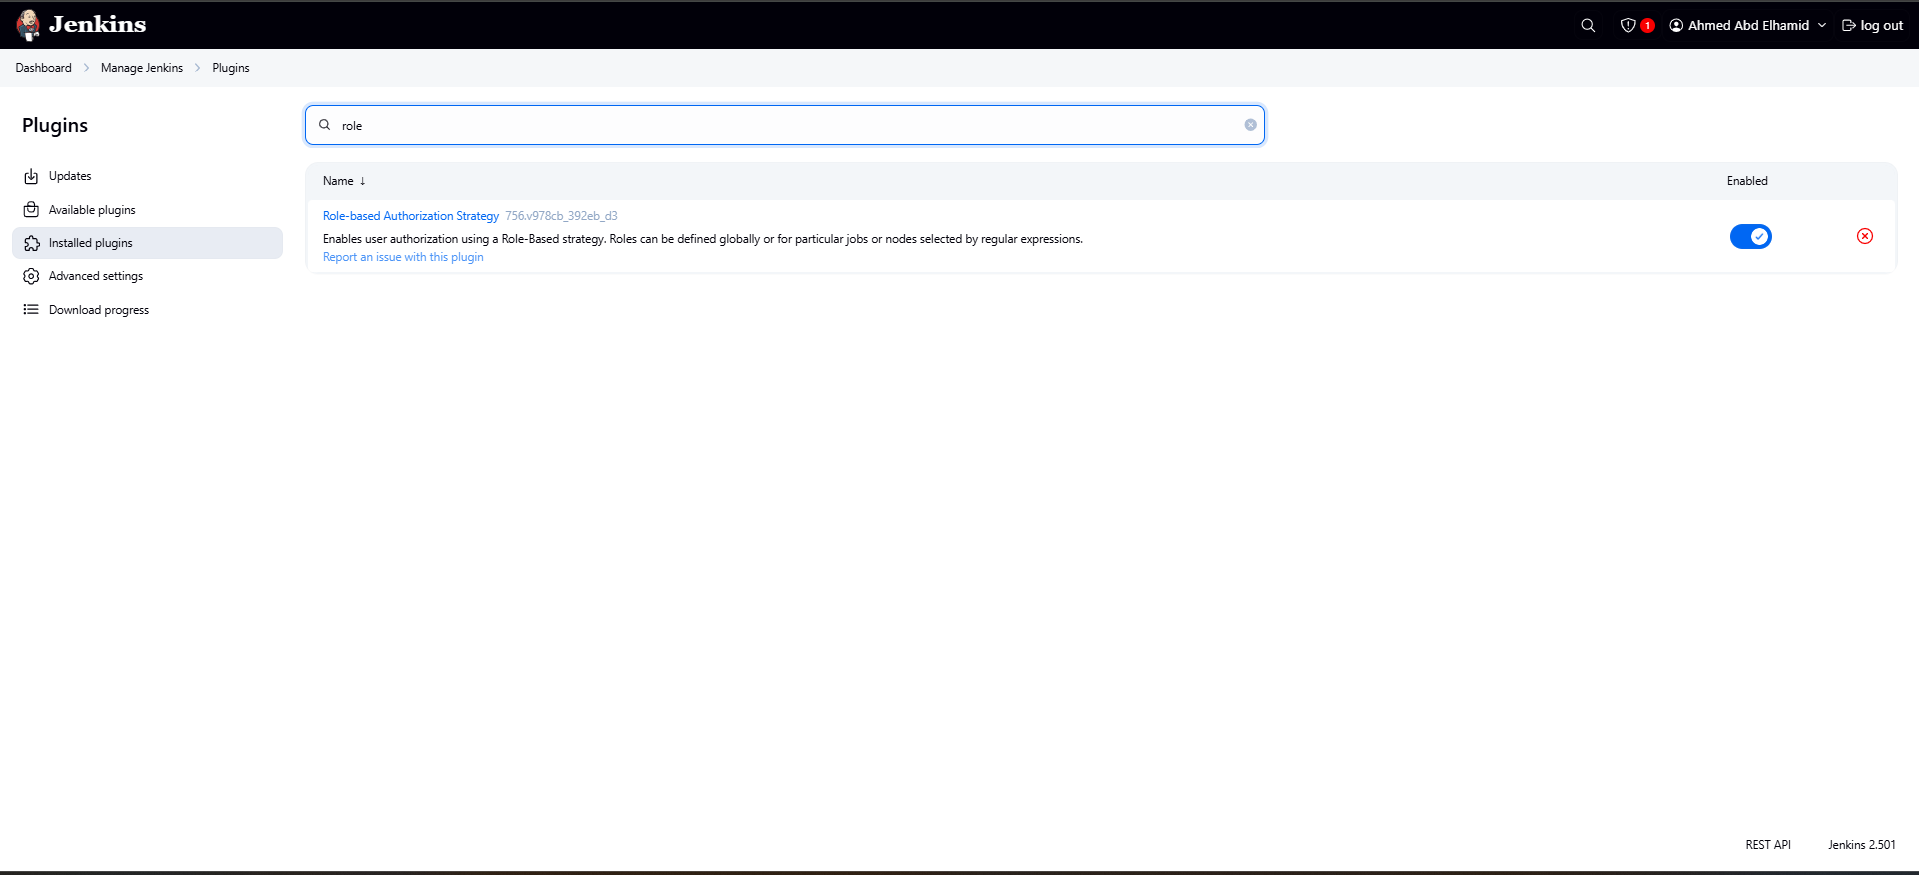 Jenkins
1
Ahmed Abd Elhamid
log out
Dashboard
Manage Jenkins
Plugins
Plugins
role
Updates
Available plugins
Installed plugins
Advanced settings
Download progress
Name ↓
Enabled
Role-based Authorization Strategy 756.v978cb_392eb_d3
Enables user authorization using a Role-Based strategy. Roles can be defined globally or for particular jobs or nodes selected by regular expressions.
Report an issue with this plugin
REST API
Jenkins 2.501